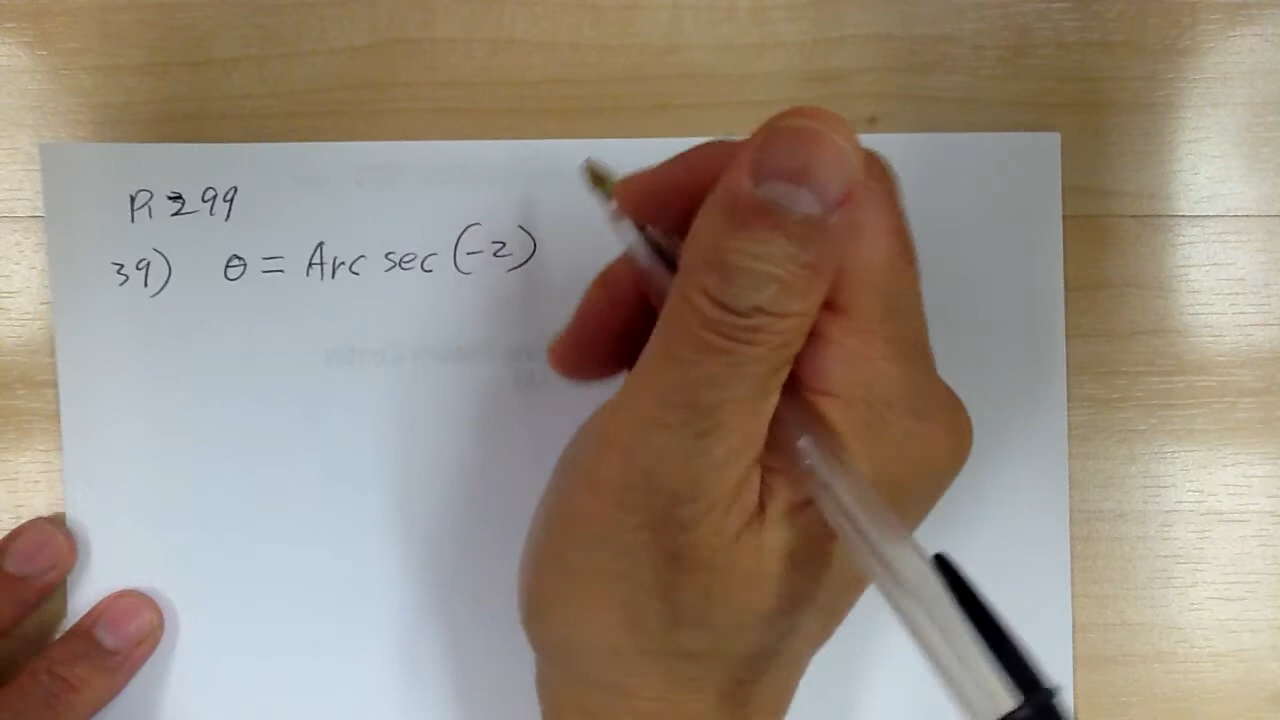 P. 299
39) θ = Arc sec (-2)